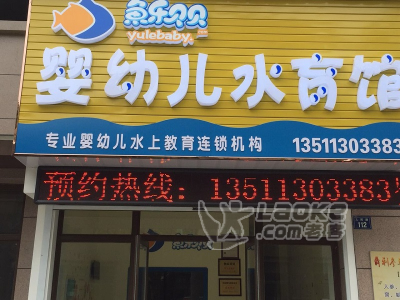 鱼乐贝贝
yulebaby
婴幼儿水育馆
专业婴幼儿水上教育连锁机构 13511303383
预约热线：13511303383
Laoke.com老客
112